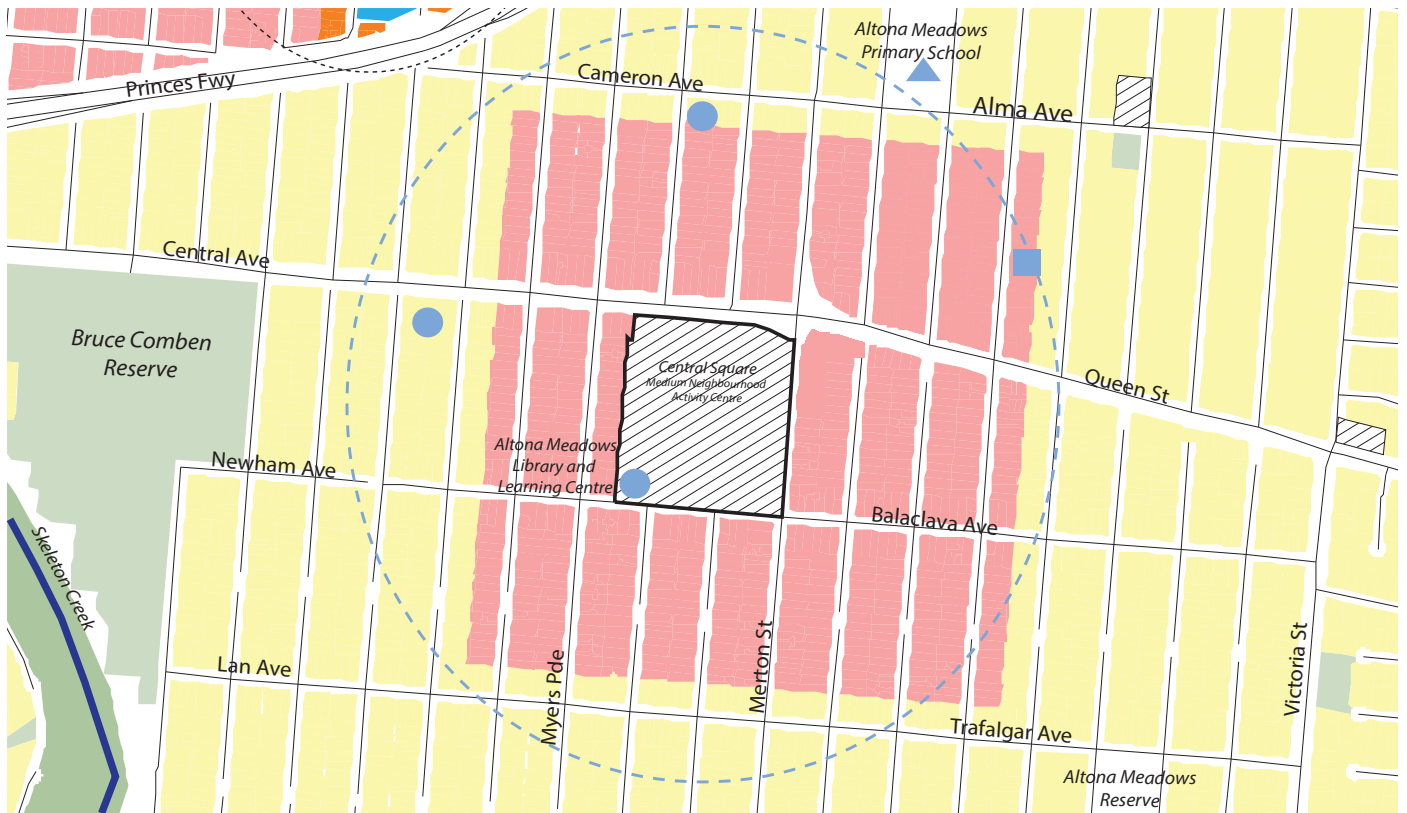 Altona Meadows
Primary School
Princes Fwy
Cameron Ave
Alma Ave
Central Ave
Bruce Comben
Reserve
Central Square
Medium Neighbourhood
Activity Centre
Queen St
Altona Meadows
Library and
Learning Centre
Newham Ave
Balaclava Ave
Skeleton Creek
Lan Ave
Myers Pde
Merton St
Victoria St
Trafalgar Ave
Altona Meadows
Reserve